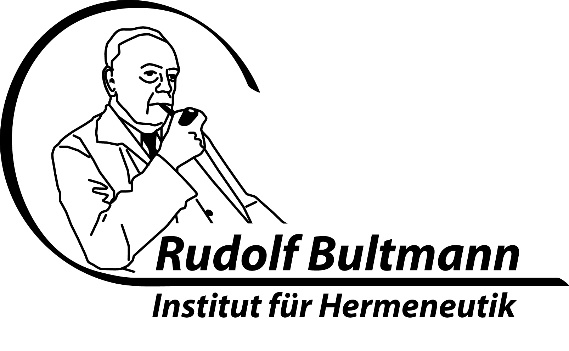 Rudolf Bultmann
Institut für Hermeneutik